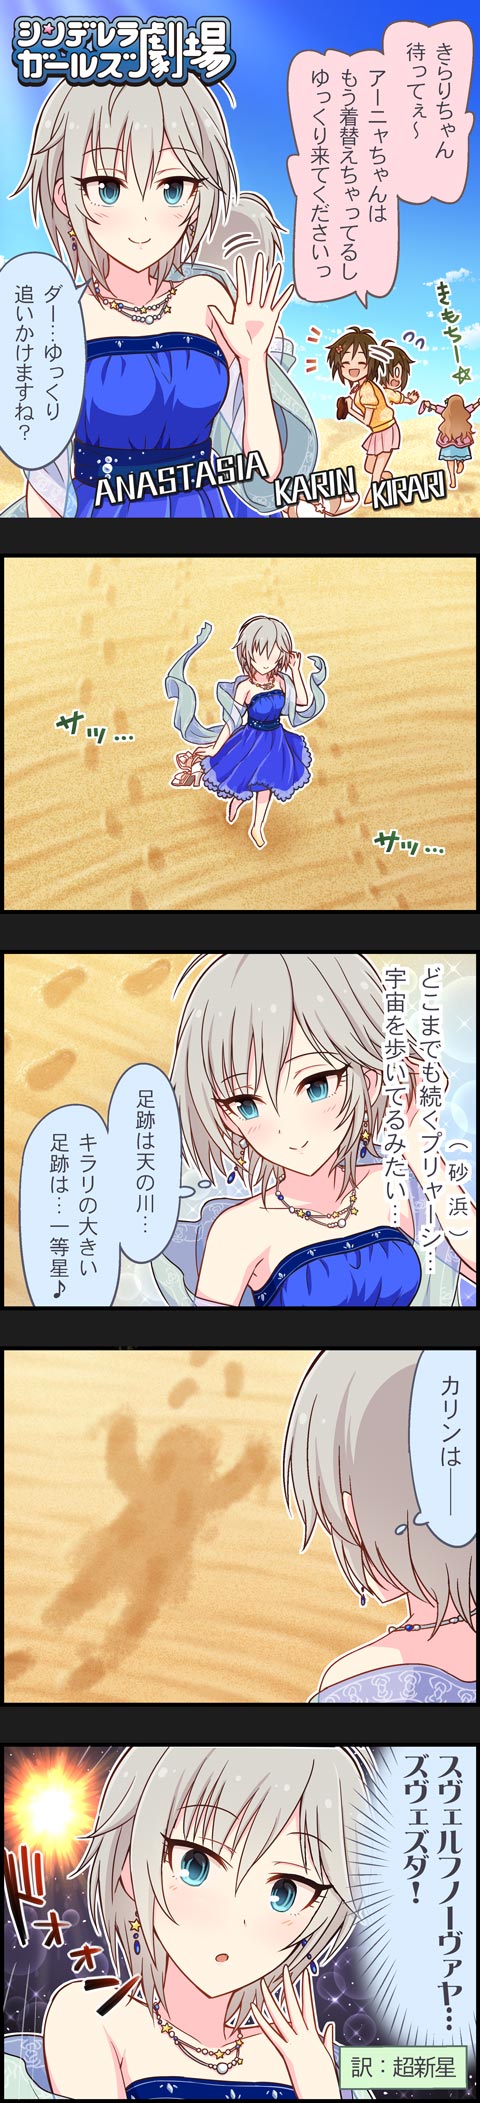 シンデレラ
ガールズ劇場
きらりちゃん
待ってぇ〜
アーニャちゃんは
もう着替えちゃってるし
ゆっくり来てくださいっ
きもちー☆
ダー…ゆっくり
追いかけますね?
ANASTASIA
KARIN
KIRARI
サッ…
サッ…
どこまでも続くプリャージ…
(砂浜)
宇宙を歩いてるみたい…
足跡は天の川…
キラリの大きい
足跡は…一等星♪
カリンは──
スヴェルフノーヴァヤ…
ズヴェズダ!
ドオオ…
訳:超新星